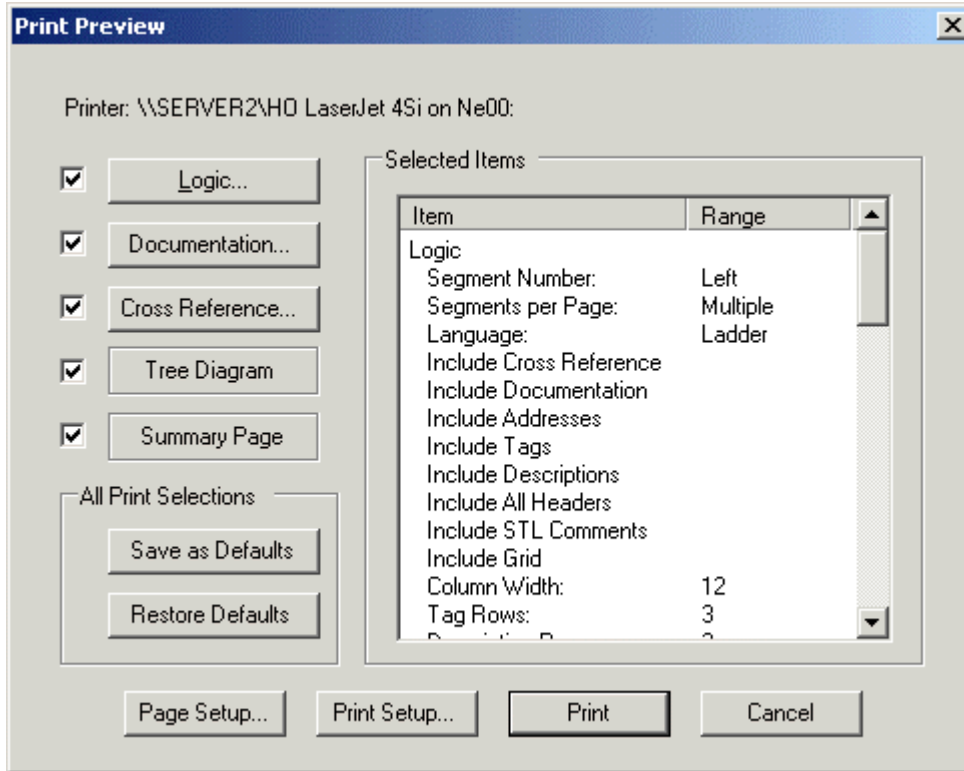 Print Preview
Printer: \\SERVER2\HO LaserJet 4Si on Ne00:
Logic...
Documentation...
Cross Reference...
Tree Diagram
Summary Page
All Print Selections
Save as Defaults
Restore Defaults
Selected Items
Item Range
Logic
Segment Number: Left
Segments per Page: Multiple
Language: Ladder
Include Cross Reference
Include Documentation
Include Addresses
Include Tags
Include Descriptions
Include All Headers
Include STL Comments
Include Grid
Column Width: 12
Tag Rows: 3
Page Setup... Print Setup... Print Cancel